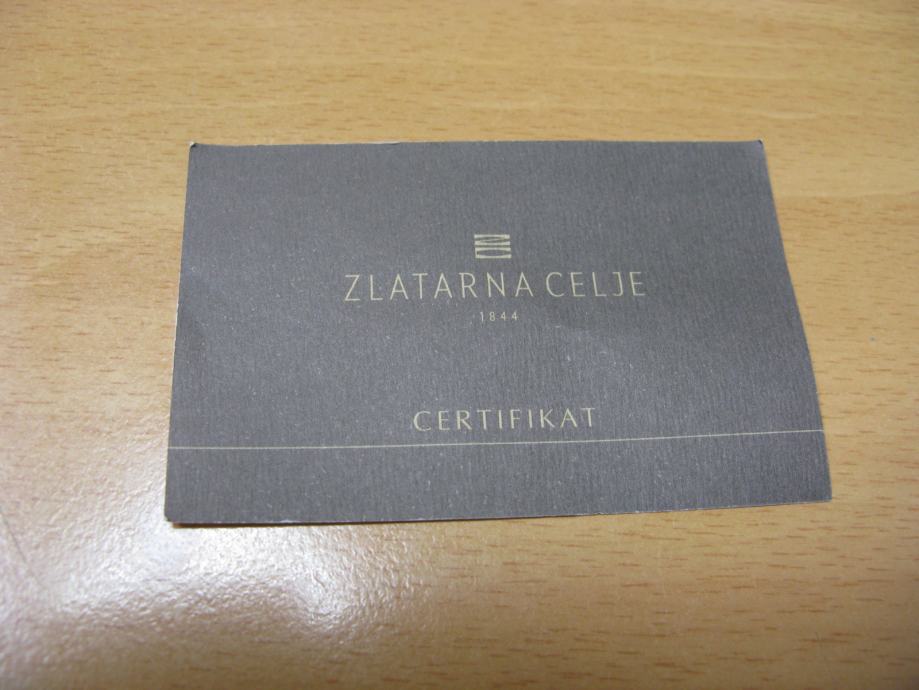 ZLATARNA CELJE
1844
CERTIFIKAT